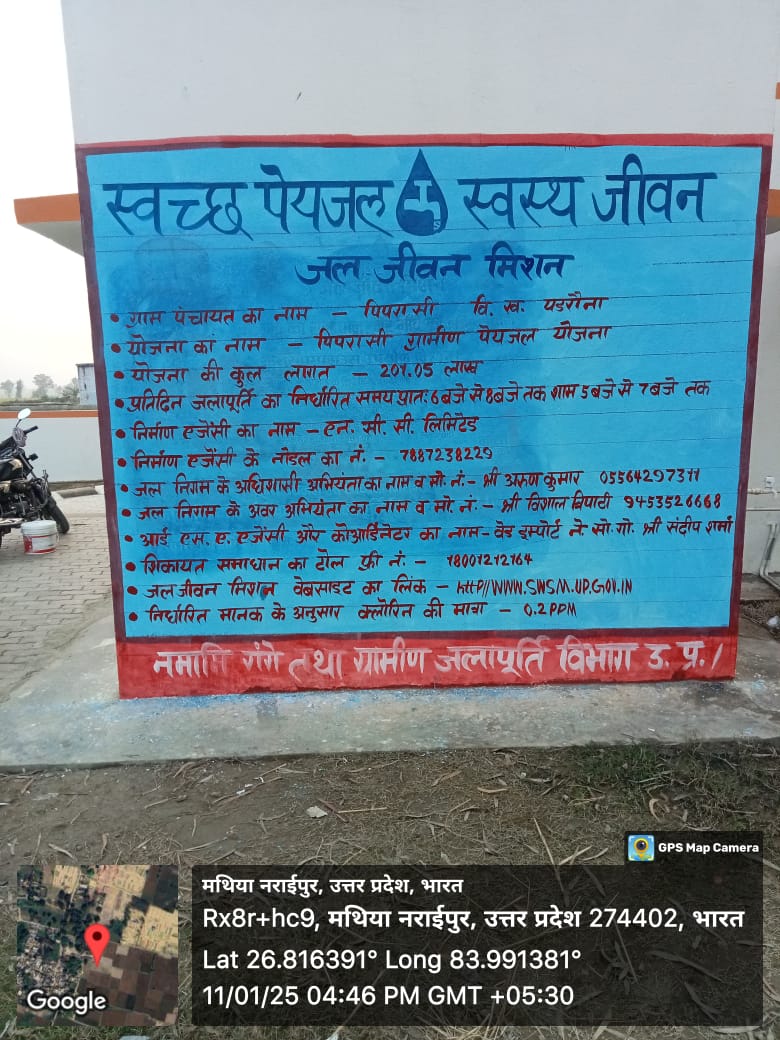 स्वच्छ पेयजल स्वस्थ जीवन
जल जीवन मिशन
• ग्राम पंचायत का नाम – पिपरासी वि. ख. पडरौना
• योजना का नाम – पिपरासी ग्रामीण पेयजल योजना
• योजना की कुल लागत – 201.05 लाख
• प्रतिदिन जलापूर्ति का निर्धारित समय प्रातः 6 बजे से 8 बजे तक शाम 5 बजे से 7 बजे तक
• निर्माण एजेंसी का नाम – एन. सी. सी. लिमिटेड
• निर्माण एजेंसी के नोडल का नं. – 7887238229
• जल निगम के अधिशासी अभियंता का नाम व मो. नं. – श्री अरुण कुमार 05564297311
• जल निगम के अवर अभियंता का नाम व मो. नं. – श्री विशाल त्रिपाठी 9453526668
• आई एस. ए. एजेंसी और कोआर्डिनेटर का नाम – वेड इम्पोर्ट ने. सो. गो. श्री संदीप शर्मा
• शिकायत समाधान का टोल फ्री नं. – 18001212164
• जल जीवन मिशन वेबसाइट का लिंक – http//WWW.SWSM.UP.GOV.IN
• निर्धारित मानक के अनुसार क्लोरिन की मात्रा – 0.2 PPM
नमामि गंगे तथा ग्रामीण जलापूर्ति विभाग उ. प्र. /
GPS Map Camera
मथिया नराईपुर, उत्तर प्रदेश, भारत
Rx8r+hc9, मथिया नराईपुर, उत्तर प्रदेश 274402, भारत
Lat 26.816391° Long 83.991381°
11/01/25 04:46 PM GMT +05:30
Google